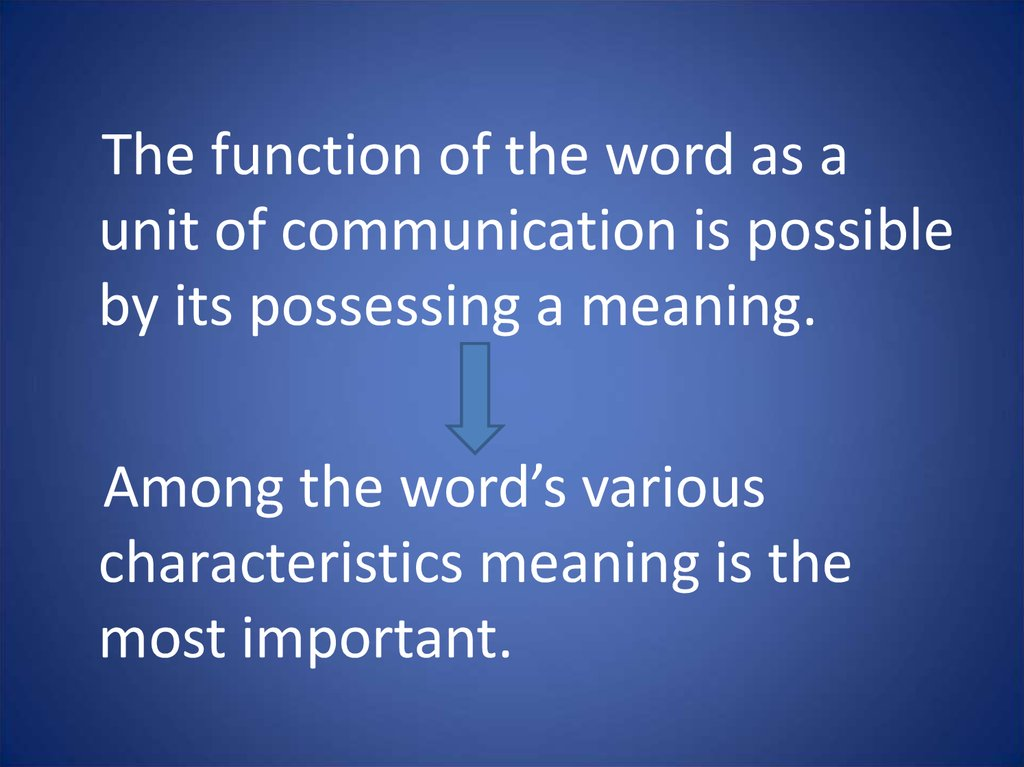 The function of the word as a
unit of communication is possible
by its possessing a meaning.
Among the word’s various
characteristics meaning is the
most important.